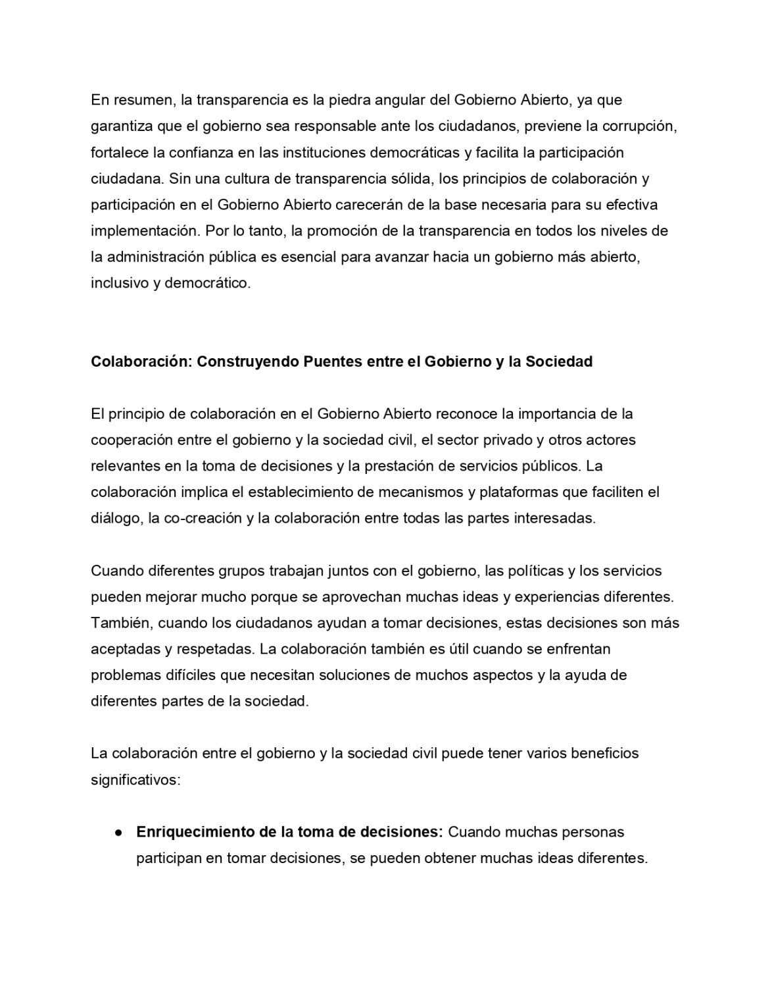 En resumen, la transparencia es la piedra angular del Gobierno Abierto, ya que
garantiza que el gobierno sea responsable ante los ciudadanos, previene la corrupción,
fortalece la confianza en las instituciones democráticas y facilita la participación
ciudadana. Sin una cultura de transparencia sólida, los principios de colaboración y
participación en el Gobierno Abierto carecerán de la base necesaria para su efectiva
implementación. Por lo tanto, la promoción de la transparencia en todos los niveles de
la administración pública es esencial para avanzar hacia un gobierno más abierto,
inclusivo y democrático.
Colaboración: Construyendo Puentes entre el Gobierno y la Sociedad
El principio de colaboración en el Gobierno Abierto reconoce la importancia de la
cooperación entre el gobierno y la sociedad civil, el sector privado y otros actores
relevantes en la toma de decisiones y la prestación de servicios públicos. La
colaboración implica el establecimiento de mecanismos y plataformas que faciliten el
diálogo, la co-creación y la colaboración entre todas las partes interesadas.
Cuando diferentes grupos trabajan juntos con el gobierno, las políticas y los servicios
pueden mejorar mucho porque se aprovechan muchas ideas y experiencias diferentes.
También, cuando los ciudadanos ayudan a tomar decisiones, estas decisiones son más
aceptadas y respetadas. La colaboración también es útil cuando se enfrentan
problemas difíciles que necesitan soluciones de muchos aspectos y la ayuda de
diferentes partes de la sociedad.
La colaboración entre el gobierno y la sociedad civil puede tener varios beneficios
significativos:
● Enriquecimiento de la toma de decisiones: Cuando muchas personas
participan en tomar decisiones, se pueden obtener muchas ideas diferentes.